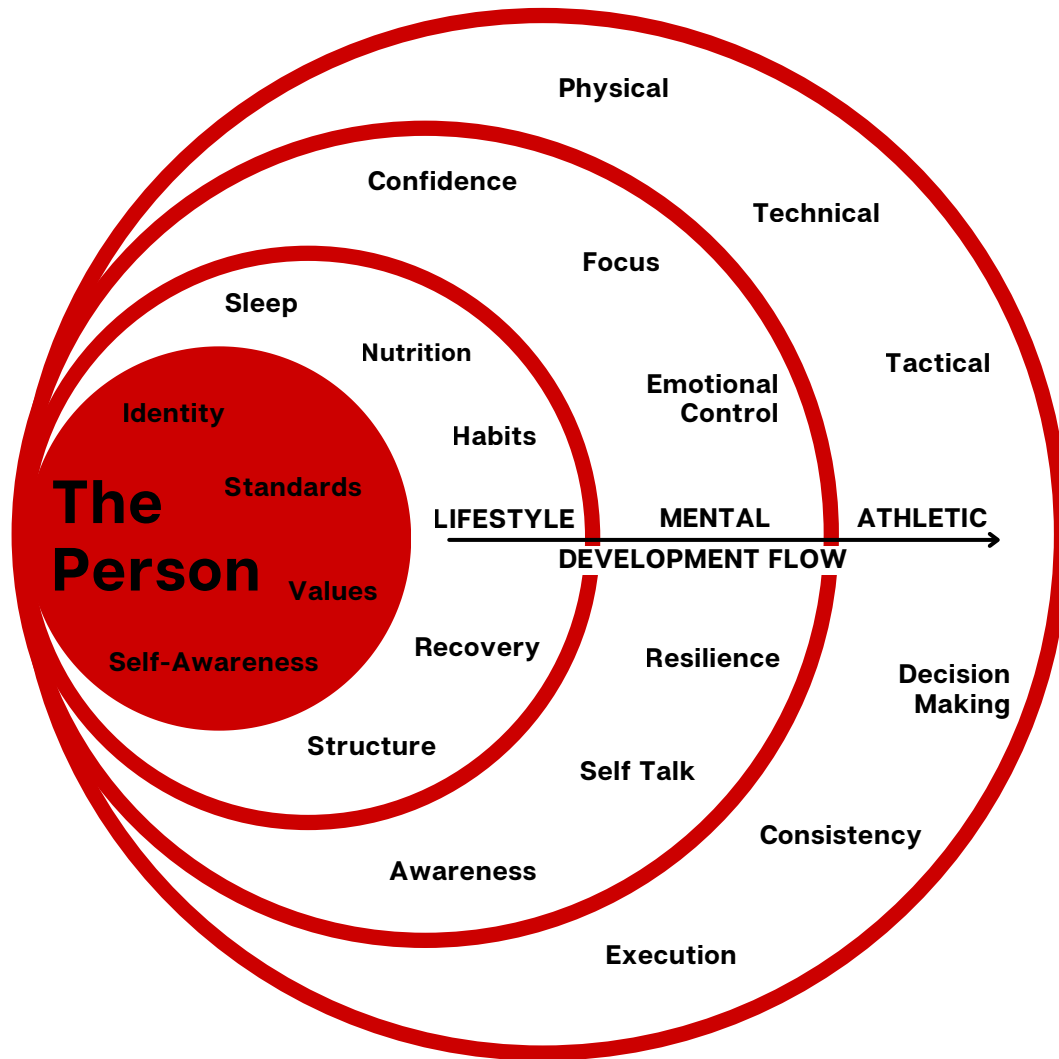 Physical
Confidence
Technical
Focus
Sleep
Nutrition
Tactical
Emotional
Control
Identity
Habits
Standards
The
Person
LIFESTYLE
MENTAL
ATHLETIC
DEVELOPMENT FLOW
Values
Recovery
Resilience
Self-Awareness
Decision
Making
Structure
Self Talk
Consistency
Awareness
Execution